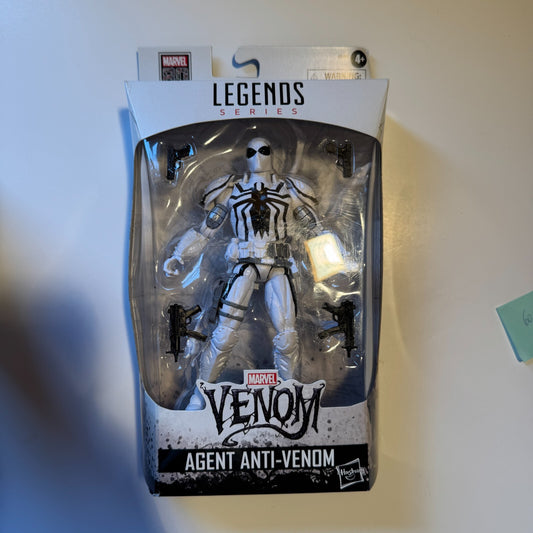 MARVEL
4+
WARNING:
LEGENDS
SERIES
MARVEL
VENOM
AGENT ANTI-VENOM
Hasbro